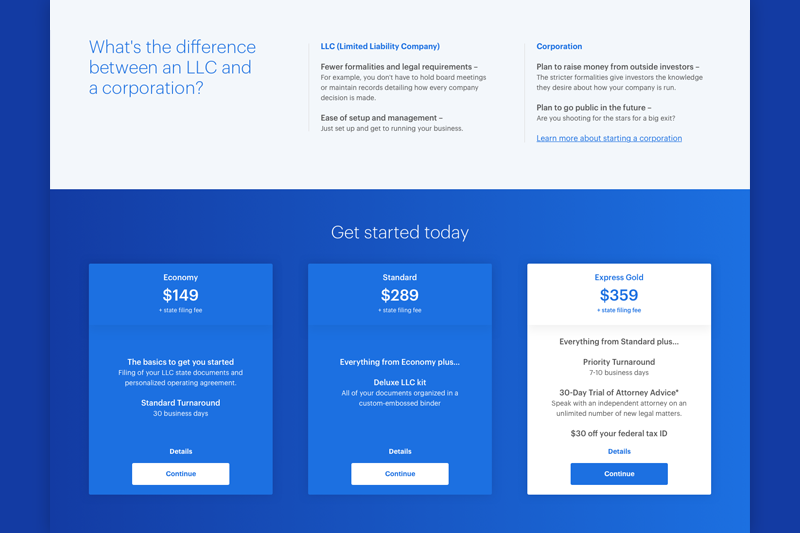 What's the difference
between an LLC and
a corporation?
LLC (Limited Liability Company)
Fewer formalities and legal requirements –
For example, you don't have to hold board meetings
or maintain records detailing how every company
decision is made.
Ease of setup and management –
Just set up and get to running your business.
Corporation
Plan to raise money from outside investors –
The stricter formalities give investors the knowledge
they desire about how your company is run.
Plan to go public in the future –
Are you shooting for the stars for a big exit?
Learn more about starting a corporation
Get started today
Economy
$149
+ state filing fee
The basics to get you started
Filing of your LLC state documents and
personalized operating agreement.
Standard Turnaround
30 business days
Details
Continue
Standard
$289
+ state filing fee
Everything from Economy plus...
Deluxe LLC kit
All of your documents organized in a
custom-embossed binder
Details
Continue
Express Gold
$359
+ state filing fee
Everything from Standard plus...
Priority Turnaround
7-10 business days
30-Day Trial of Attorney Advice*
Speak with an independent attorney on an
unlimited number of new legal matters.
$30 off your federal tax ID
Details
Continue